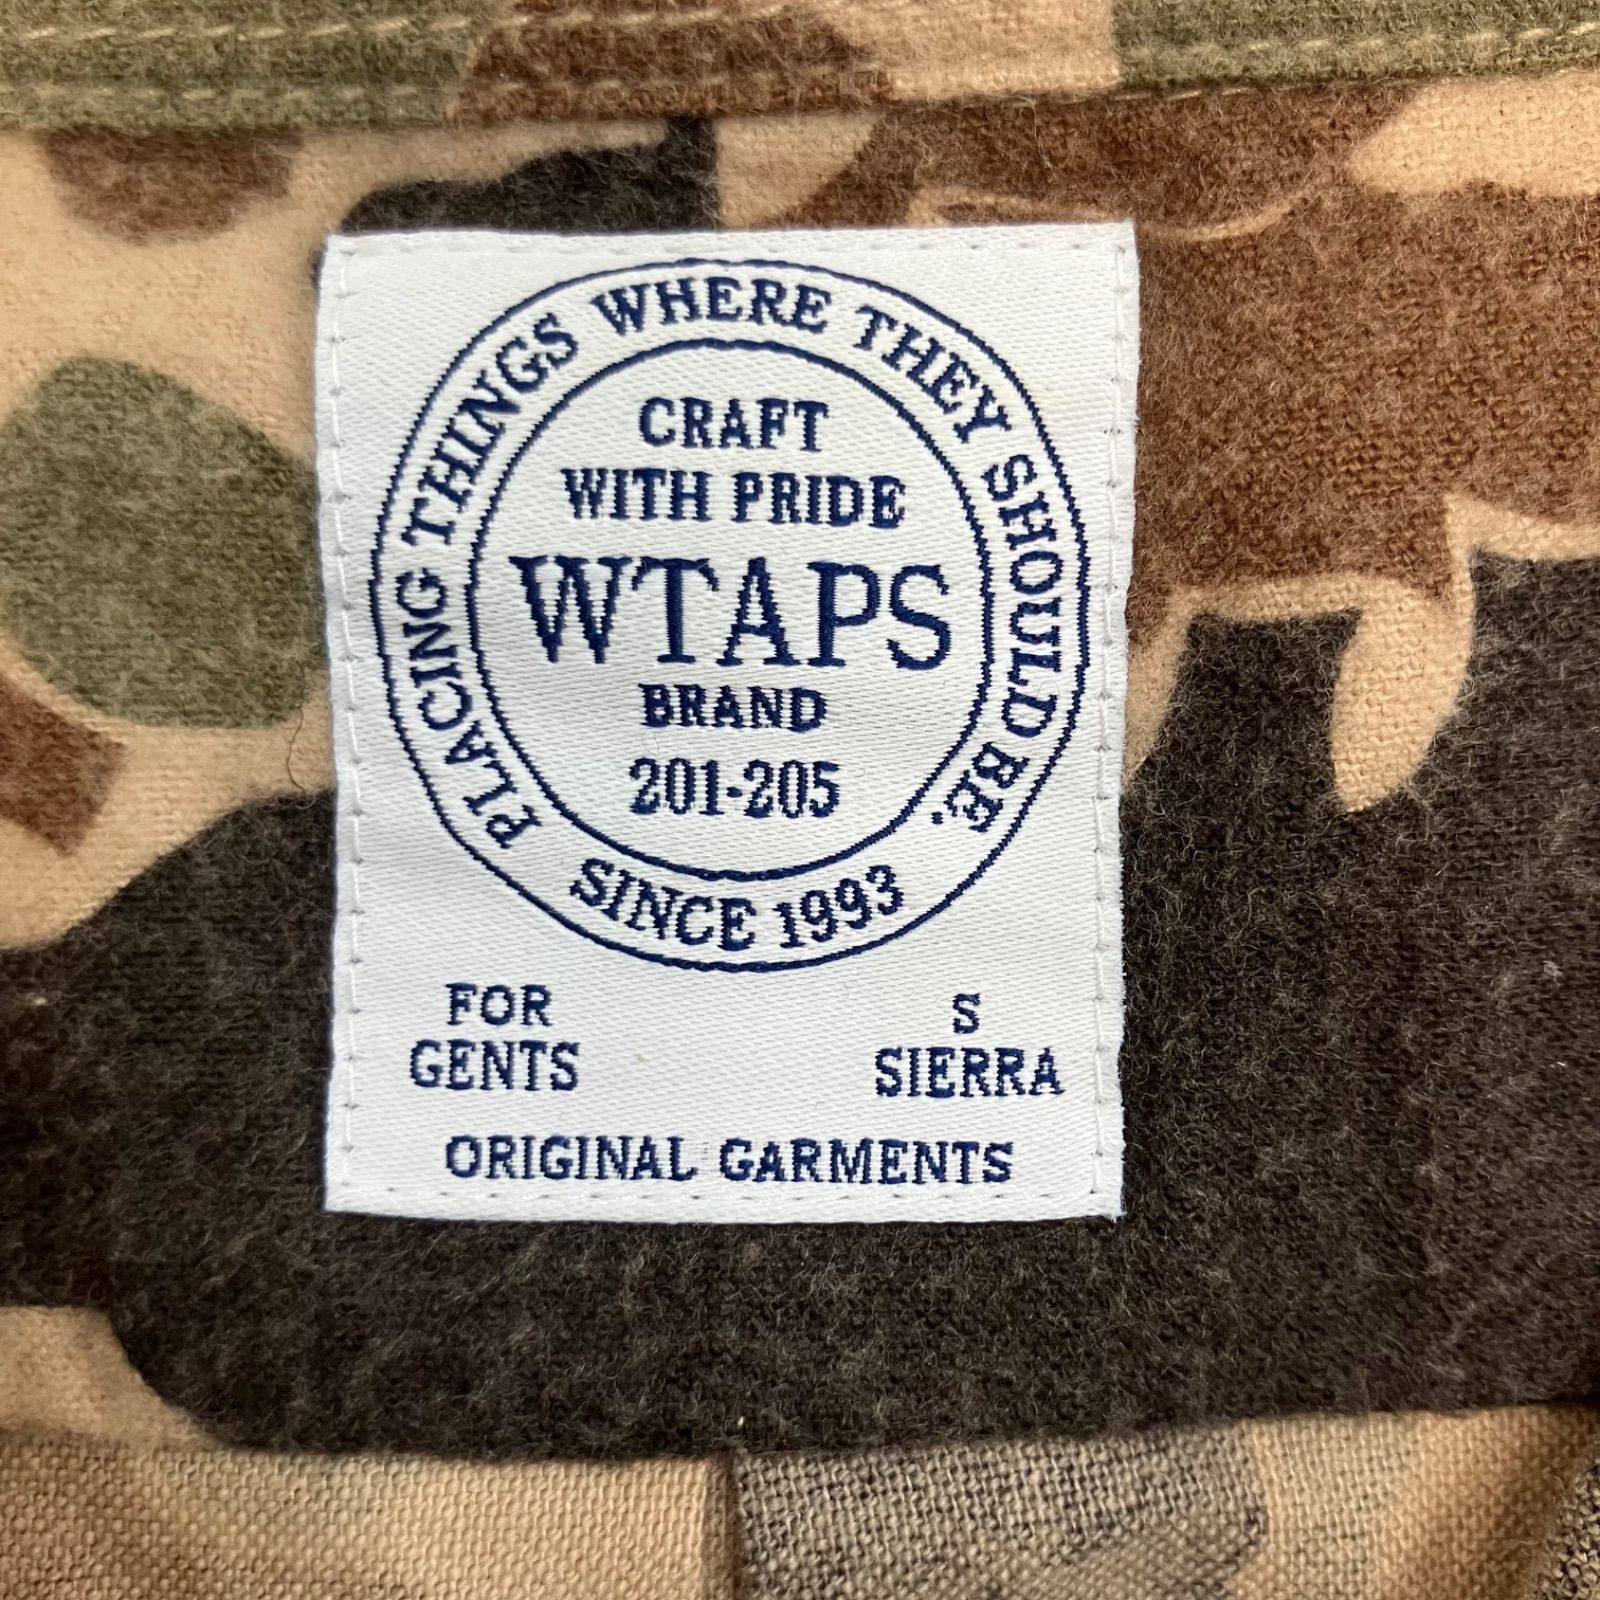 PLACING THINGS WHERE THEY SHOULD BE.
CRAFT
WITH PRIDE
WTAPS
BRAND
201-205
SINCE 1993
FOR
GENTS
S
SIERRA
ORIGINAL GARMENTS